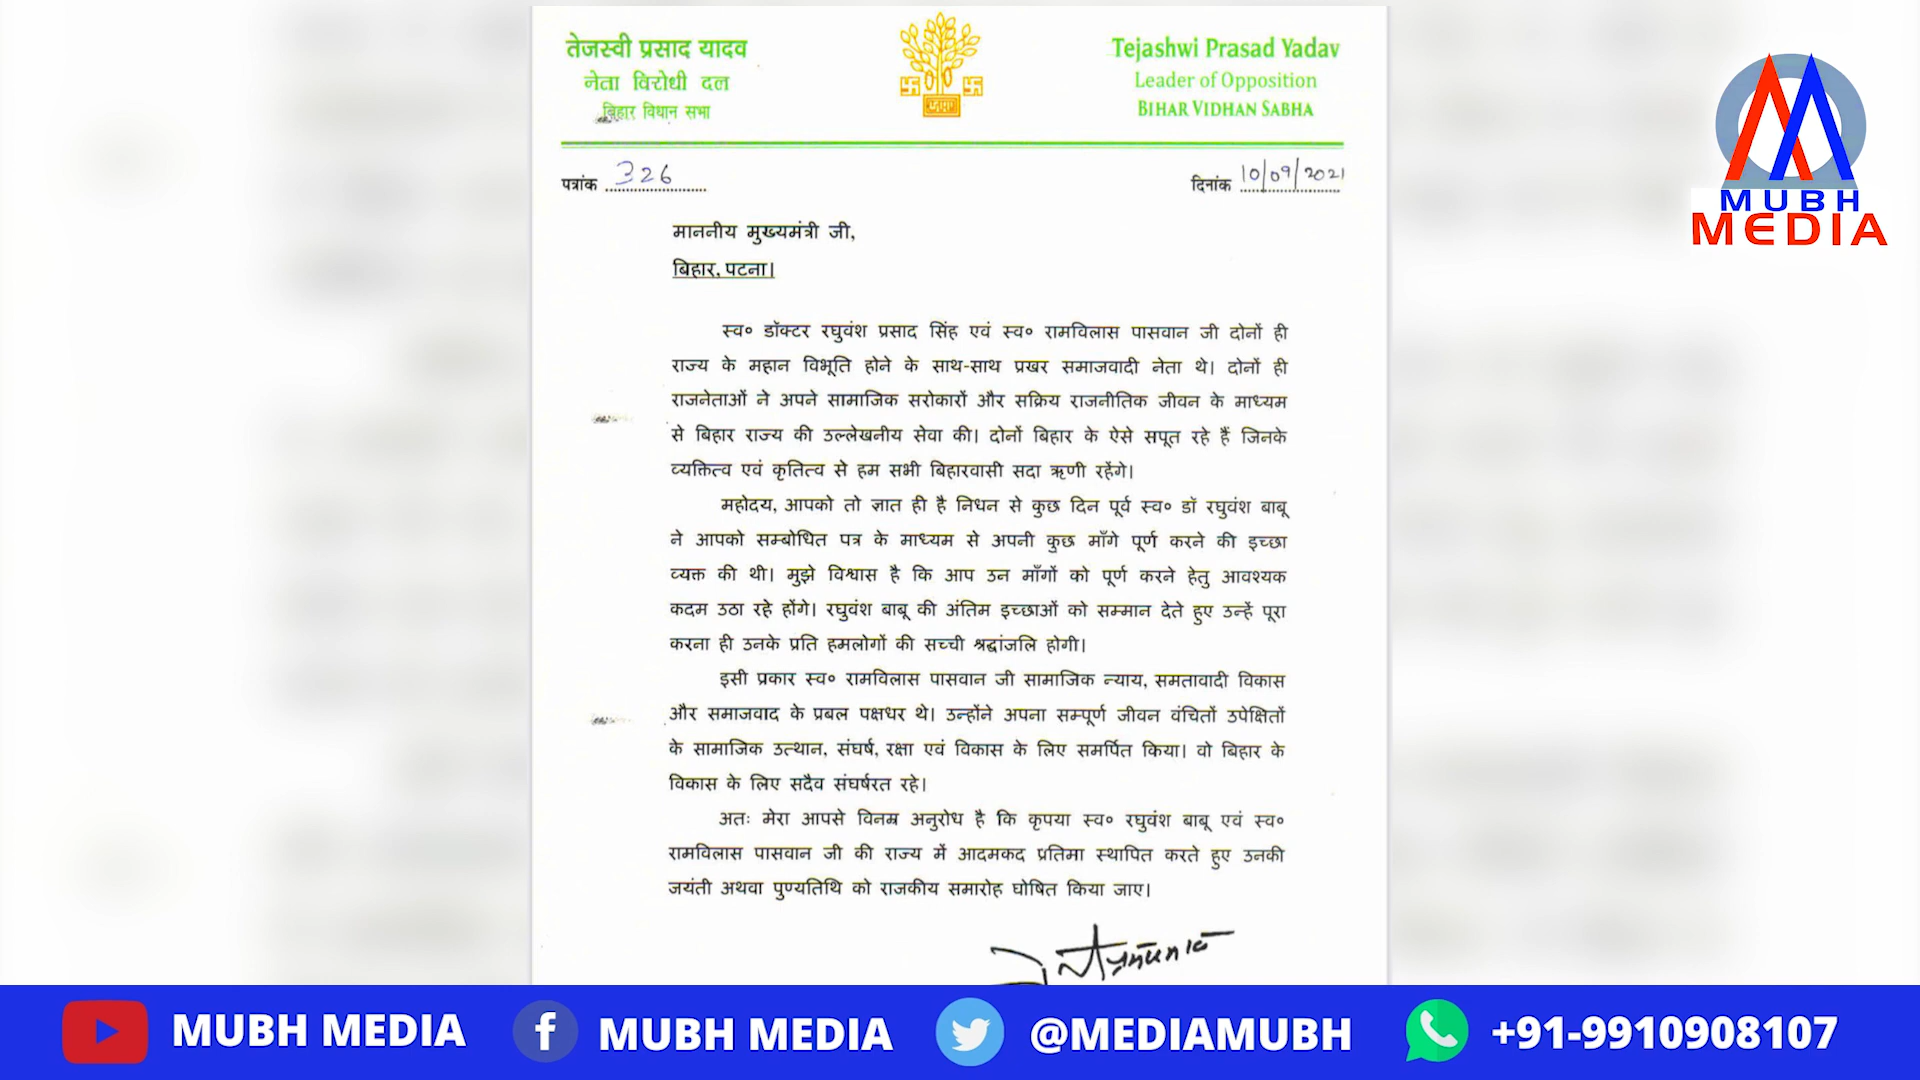 तेजस्वी प्रसाद यादव
नेता विरोधी दल
बिहार विधान सभा
Tejashwi Prasad Yadav
Leader of Opposition
BIHAR VIDHAN SABHA
पत्रांक 326
दिनांक 10/09/2021
माननीय मुख्यमंत्री जी,
बिहार, पटना।
स्व० डॉक्टर रघुवंश प्रसाद सिंह एवं स्व० रामविलास पासवान जी दोनों ही
राज्य के महान विभूति होने के साथ-साथ प्रखर समाजवादी नेता थे। दोनों ही
राजनेताओं ने अपने सामाजिक सरोकारों और सक्रिय राजनीतिक जीवन के माध्यम
से बिहार राज्य की उल्लेखनीय सेवा की। दोनों बिहार के ऐसे सपूत रहे हैं जिनके
व्यक्तित्व एवं कृतित्व से हम सभी बिहारवासी सदा ऋणी रहेंगे।
महोदय, आपको तो ज्ञात ही है निधन से कुछ दिन पूर्व स्व० डॉ रघुवंश बाबू
ने आपको सम्बोधित पत्र के माध्यम से अपनी कुछ माँगे पूर्ण करने की इच्छा
व्यक्त की थी। मुझे विश्वास है कि आप उन माँगों को पूर्ण करने हेतु आवश्यक
कदम उठा रहे होंगे। रघुवंश बाबू की अंतिम इच्छाओं को सम्मान देते हुए उन्हें पूरा
करना ही उनके प्रति हमलोगों की सच्ची श्रद्धांजलि होगी।
इसी प्रकार स्व० रामविलास पासवान जी सामाजिक न्याय, समतावादी विकास
और समाजवाद के प्रबल पक्षधर थे। उन्होंने अपना सम्पूर्ण जीवन वंचितों उपेक्षितों
के सामाजिक उत्थान, संघर्ष, रक्षा एवं विकास के लिए समर्पित किया। वो बिहार के
विकास के लिए सदैव संघर्षरत रहे।
अतः मेरा आपसे विनम्र अनुरोध है कि कृपया स्व० रघुवंश बाबू एवं स्व०
रामविलास पासवान जी की राज्य में आदमकद प्रतिमा स्थापित करते हुए उनकी
जयंती अथवा पुण्यतिथि को राजकीय समारोह घोषित किया जाए।
MUBH
MEDIA
MUBH MEDIA
MUBH MEDIA
@MEDIAMUBH
+91-9910908107